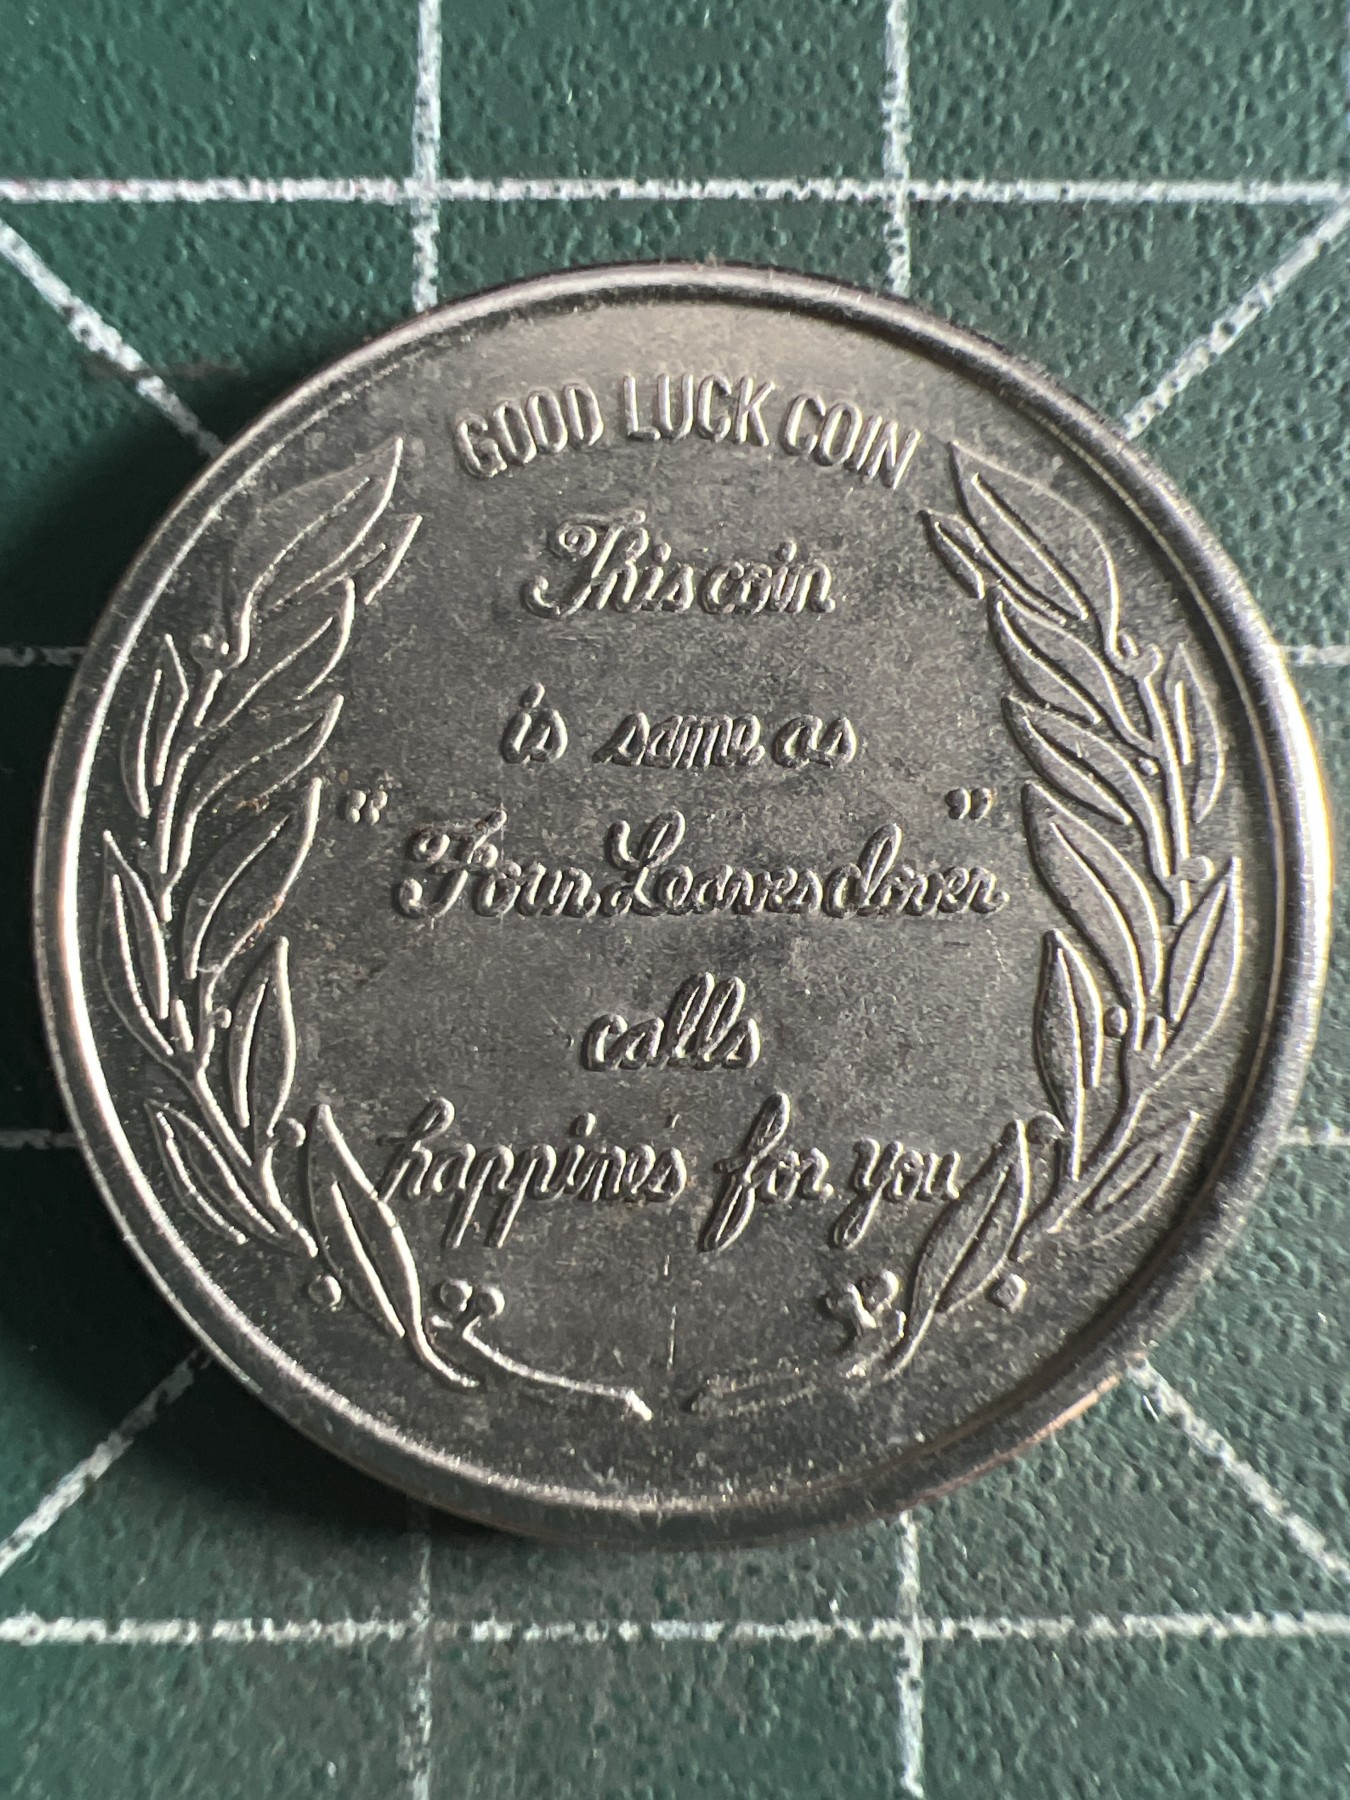 GOOD LUCK COIN
This coin
is same as
"Four Leaves clover"
calls
happines's for you